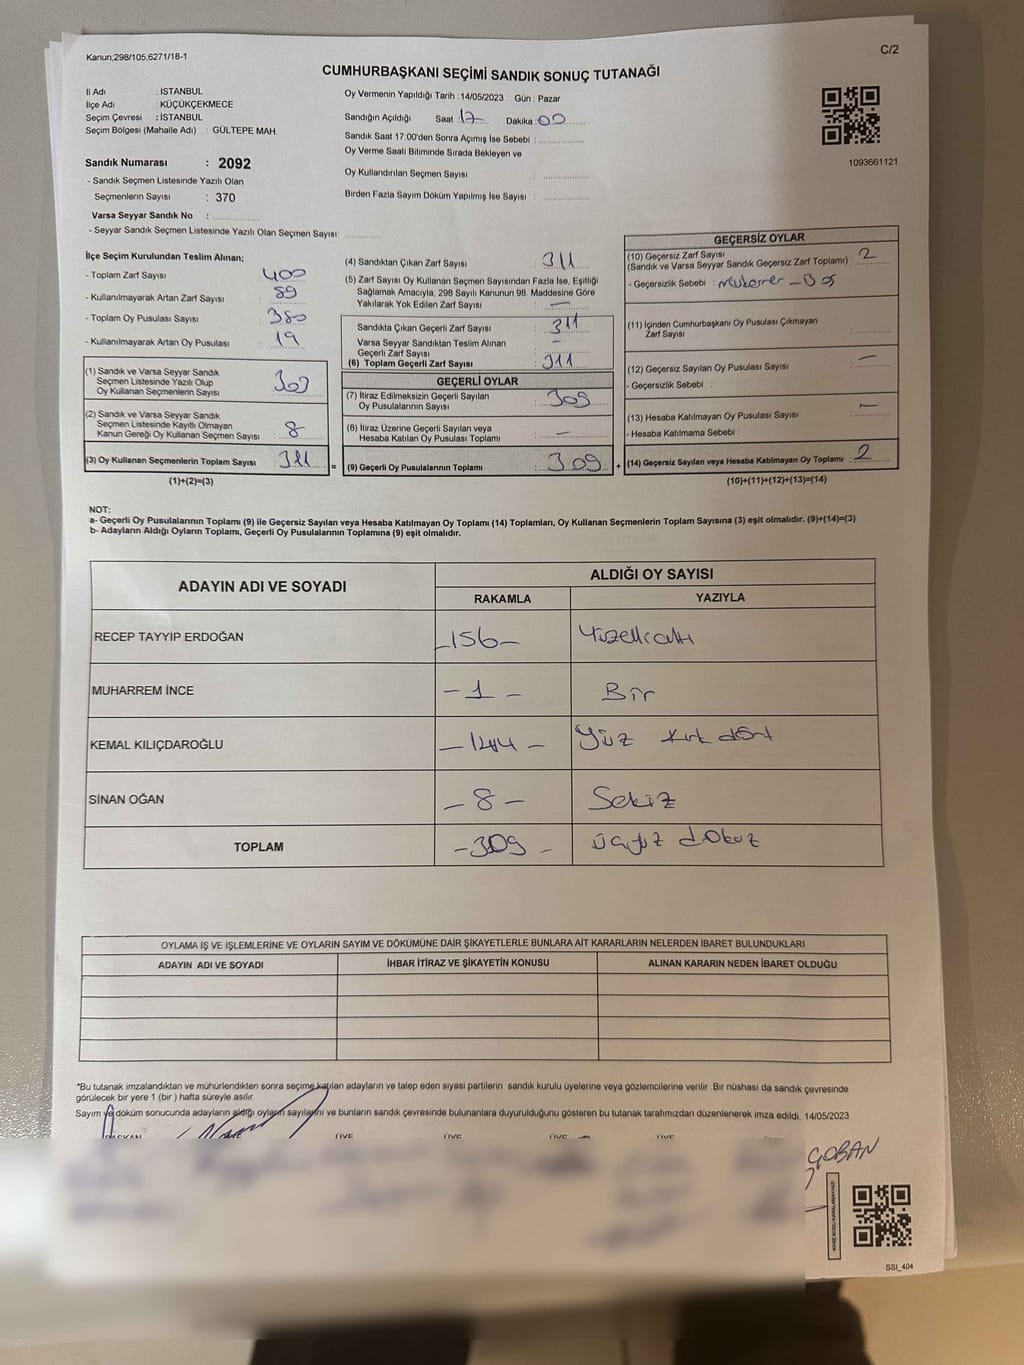 Kanun;298/105;6271/18-1
C/2
CUMHURBAŞKANI SEÇİMİ SANDIK SONUÇ TUTANAĞI
İl Adı : İSTANBUL
İlçe Adı : KÜÇÜKÇEKMECE
Seçim Çevresi : İSTANBUL
Seçim Bölgesi (Mahalle Adı) : GÜLTEPE MAH.
Sandık Numarası : 2092
- Sandık Seçmen Listesinde Yazılı Olan
Seçmenlerin Sayısı : 370
Varsa Seyyar Sandık No :
- Seyyar Sandık Seçmen Listesinde Yazılı Olan Seçmen Sayısı:
Oy Vermenin Yapıldığı Tarih : 14/05/2023 Gün : Pazar
Sandığın Açıldığı Saat : 17 Dakika : 00
Sandık Saat 17:00'den Sonra Açımış İse Sebebi :
Oy Verme Saati Bitiminde Sırada Bekleyen ve
Oy Kullandırılan Seçmen Sayısı :
Birden Fazla Sayım Döküm Yapılmış İse Sayısı :
1093661121
İlçe Seçim Kurulundan Teslim Alınan;
- Toplam Zarf Sayısı : 400
- Kullanılmayarak Artan Zarf Sayısı : 89
- Toplam Oy Pusulası Sayısı : 380
- Kullanılmayarak Artan Oy Pusulası : 19
(1) Sandık ve Varsa Seyyar Sandık
Seçmen Listesinde Yazılı Olup
Oy Kullanan Seçmenlerin Sayısı : 303
(2) Sandık ve Varsa Seyyar Sandık
Seçmen Listesinde Kayıtlı Olmayan
Kanun Gereği Oy Kullanan Seçmen Sayısı : 8
(3) Oy Kullanan Seçmenlerin Toplam Sayısı : 311
(1)+(2)=(3)
(4) Sandıktan Çıkan Zarf Sayısı : 311
(5) Zarf Sayısı Oy Kullanan Seçmen Sayısından Fazla İse, Eşitliği
Sağlamak Amacıyla, 298 Sayılı Kanunun 98. Maddesine Göre
Yakılarak Yok Edilen Zarf Sayısı : —
Sandıkta Çıkan Geçerli Zarf Sayısı : 311
Varsa Seyyar Sandıktan Teslim Alınan
Geçerli Zarf Sayısı : —
(6) Toplam Geçerli Zarf Sayısı : 311
GEÇERLİ OYLAR
(7) İtiraz Edilmeksizin Geçerli Sayılan
Oy Pusulalarının Sayısı : 309
(8) İtiraz Üzerine Geçerli Sayılan veya
Hesaba Katılan Oy Pusulası Toplamı : —
= (9) Geçerli Oy Pusulalarının Toplamı : 309 +
GEÇERSİZ OYLAR
(10) Geçersiz Zarf Sayısı
(Sandık ve Varsa Seyyar Sandık Geçersiz Zarf Toplamı) : 2
- Geçersizlik Sebebi : Mükerrer - Boş
(11) İçinden Cumhurbaşkanı Oy Pusulası Çıkmayan
Zarf Sayısı :
(12) Geçersiz Sayılan Oy Pusulası Sayısı : —
- Geçersizlik Sebebi :
(13) Hesaba Katılmayan Oy Pusulası Sayısı : —
- Hesaba Katılmama Sebebi :
(14) Geçersiz Sayılan veya Hesaba Katılmayan Oy Toplamı : 2
(10)+(11)+(12)+(13)=(14)
NOT:
a- Geçerli Oy Pusulalarının Toplamı (9) ile Geçersiz Sayılan veya Hesaba Katılmayan Oy Toplamı (14) Toplamları, Oy Kullanan Seçmenlerin Toplam Sayısına (3) eşit olmalıdır. (9)+(14)=(3)
b- Adayların Aldığı Oyların Toplamı, Geçerli Oy Pusulalarının Toplamına (9) eşit olmalıdır.
ADAYIN ADI VE SOYADI ALDIĞI OY SAYISI
RAKAMLA YAZIYLA
RECEP TAYYİP ERDOĞAN -156- Yüzellialtı
MUHARREM İNCE - 1 - Bir
KEMAL KILIÇDAROĞLU - 144 - Yüz kırk dört
SİNAN OĞAN - 8 - Sekiz
TOPLAM - 309 - üçyüz dokuz
OYLAMA İŞ VE İŞLEMLERİNE VE OYLARIN SAYIM VE DÖKÜMÜNE DAİR ŞİKAYETLERLE BUNLARA AİT KARARLARIN NELERDEN İBARET BULUNDUKLARI
ADAYIN ADI VE SOYADI İHBAR İTİRAZ VE ŞİKAYETİN KONUSU ALINAN KARARIN NEDEN İBARET OLDUĞU
*Bu tutanak imzalandıktan ve mühürlendikten sonra seçime katılan adayların ve talep eden siyasi partilerin sandık kurulu üyelerine veya gözlemcilerine verilir .Bir nüshası da sandık çevresinde
görülecek bir yere 1 (bir ) hafta süreyle asılır.
Sayım ve döküm sonucunda adayların aldığı oyların sayılarını ve bunların sandık çevresinde bulunanlara duyurulduğunu gösteren bu tutanak tarafımızdan düzenlenerek imza edildi. 14/05/2023
BAŞKAN ÜYE ÜYE ÜYE ÜYE
ÇOBAN
SSI_404